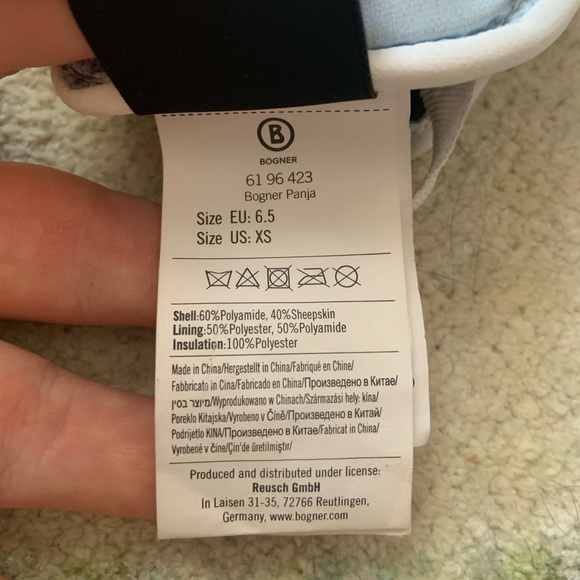 B
BOGNER
61 96 423
Bogner Panja
Size EU: 6.5
Size US: XS
Shell:60%Polyamide, 40%Sheepskin
Lining:50%Polyester, 50%Polyamide
Insulation:100%Polyester
Made in China/Hergestellt in China/Fabriqué en Chine/
Fabbricato in Cina/Fabricado en China/Произведено в Китае/
מיוצר בסין/Wyprodukowano w Chinach/Származási hely: kína/
Poreklo Kitajska/Vyrobeno v Číně/Произведено в Китай/
Podrijetlo KINA/Произведено в Китае/Fabricat in China/
Vyrobené v čine/Çin'de üretilmiştir/
Produced and distributed under license:
Reusch GmbH
In Laisen 31-35, 72766 Reutlingen,
Germany, www.bogner.com